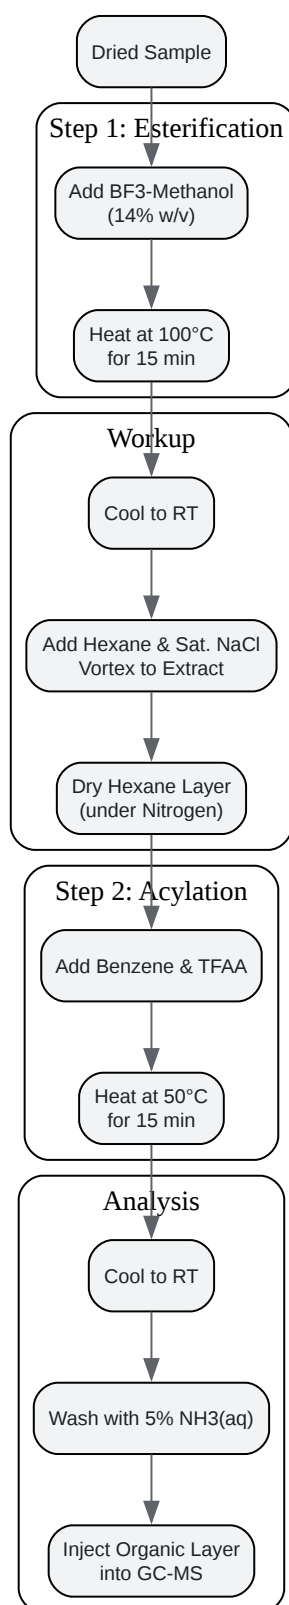 Dried Sample
Step 1: Esterification
Add BF3-Methanol
(14% w/v)
Heat at 100°C
for 15 min
Workup
Cool to RT
Add Hexane & Sat. NaCl
Vortex to Extract
Dry Hexane Layer
(under Nitrogen)
Step 2: Acylation
Add Benzene & TFAA
Heat at 50°C
for 15 min
Analysis
Cool to RT
Wash with 5% NH3(aq)
Inject Organic Layer
into GC-MS